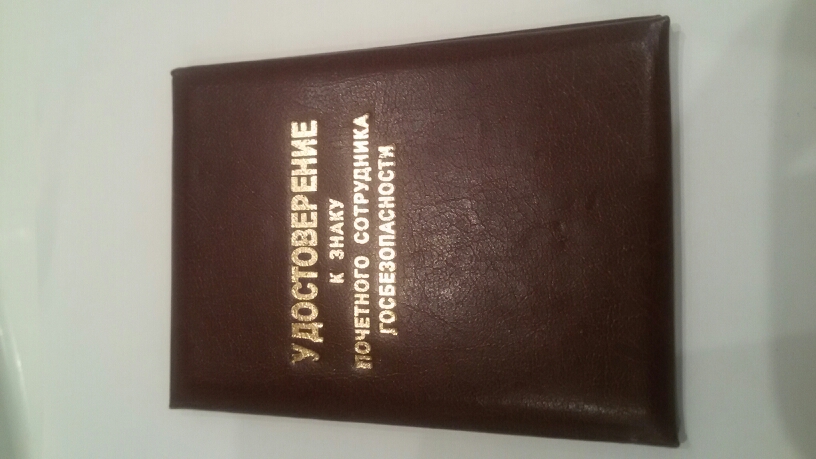 УДОСТОВЕРЕНИЕ
К ЗНАКУ
ПОЧЕТНОГО СОТРУДНИКА
ГОСБЕЗОПАСНОСТИ